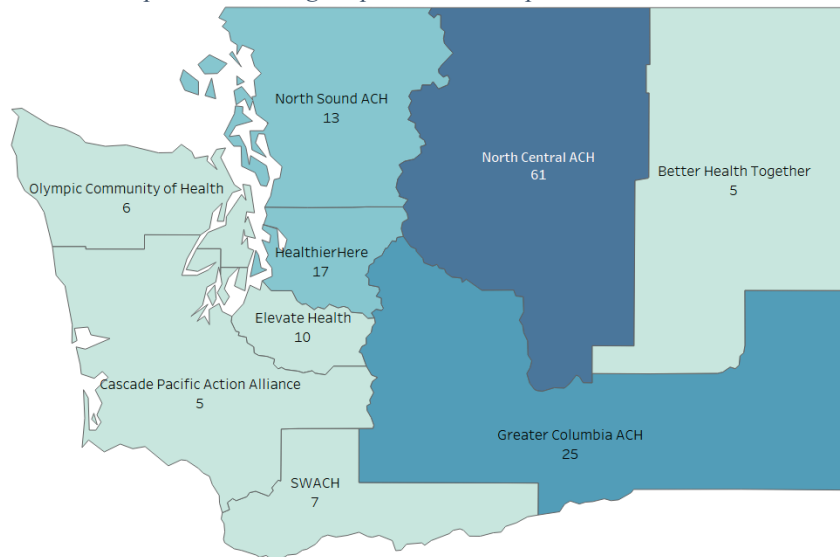 North Sound ACH
13
North Central ACH
61
Better Health Together
5
Olympic Community of Health
6
HealthierHere
17
Elevate Health
10
Cascade Pacific Action Alliance
5
Greater Columbia ACH
25
SWACH
7